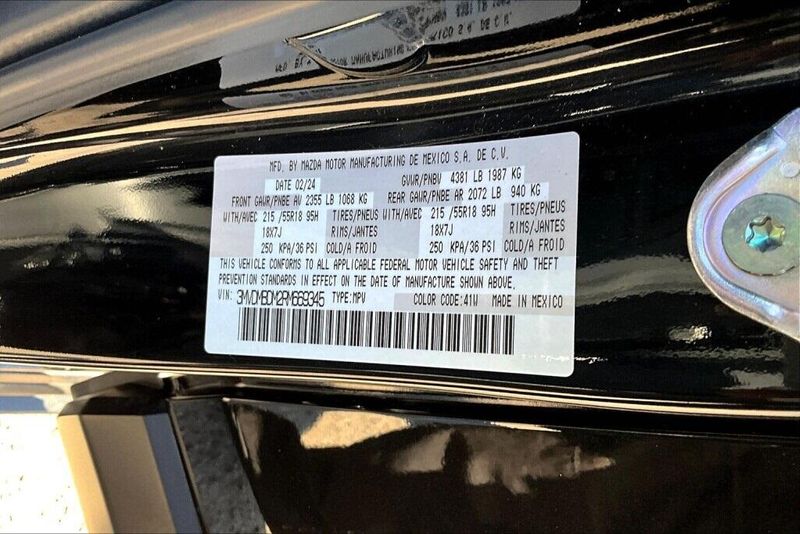 MFD. BY MAZDA MOTOR MANUFACTURING DE MEXICO S.A. DE C.V.
DATE 02/24 GVWR/PNBV 4381 LB 1987 KG
FRONT GAWR/PNBE AV 2355 LB 1068 KG REAR GAWR/PNBE AR 2072 LB 940 KG
WITH/AVEC 215 /55R18 95H TIRES/PNEUS WITH/AVEC 215 /55R18 95H TIRES/PNEUS
18X7J RIMS/JANTES 18X7J RIMS/JANTES
250 KPA/36 PSI COLD/A FROID 250 KPA/36 PSI COLD/A FROID
THIS VEHICLE CONFORMS TO ALL APPLICABLE FEDERAL MOTOR VEHICLE SAFETY AND THEFT
PREVENTION STANDARDS IN EFFECT ON THE DATE OF MANUFACTURE SHOWN ABOVE.
VIN: 3MVDMBDM2RM669345 TYPE:MPV COLOR CODE:41W MADE IN MEXICO